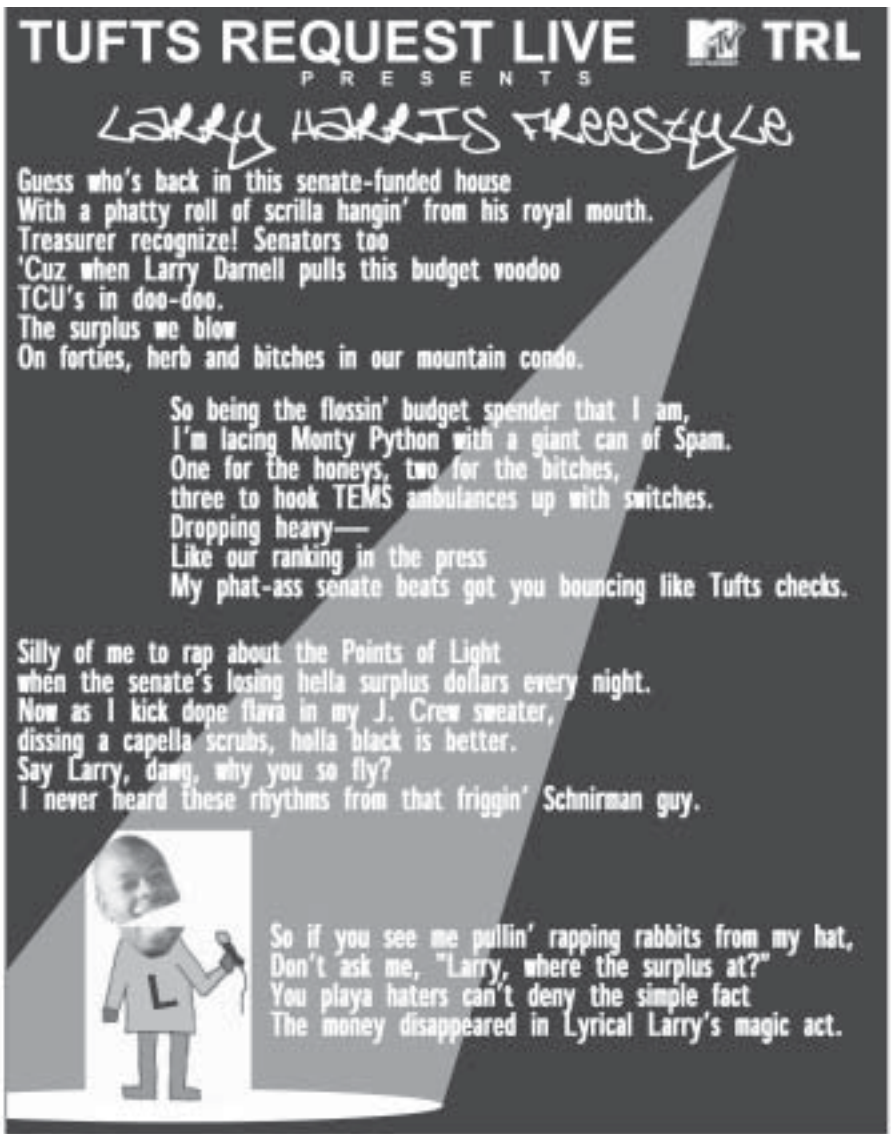 TUFTS REQUEST LIVE MTV TRL
PRESENTS
LARRY HARRIS FREESTYLE
Guess who's back in this senate-funded house
With a phatty roll of scrilla hangin' from his royal mouth.
Treasurer recognize! Senators too
'Cuz when Larry Darnell pulls this budget voodoo
TCU's in doo-doo.
The surplus we blow
On forties, herb and bitches in our mountain condo.
So being the flossin' budget spender that I am,
I'm lacing Monty Python with a giant can of Spam.
One for the honeys, two for the bitches,
three to hook TEMS ambulances up with switches.
Dropping heavy—
Like our ranking in the press
My phat-ass senate beats got you bouncing like Tufts checks.
Silly of me to rap about the Points of Light
when the senate's losing hella surplus dollars every night.
Now as I kick dope flava in my J. Crew sweater,
dissing a capella scrubs, holla black is better.
Say Larry, dawg, why you so fly?
I never heard these rhythms from that friggin' Schnirman guy.
So if you see me pullin' rapping rabbits from my hat,
Don't ask me, "Larry, where the surplus at?"
You playa haters can't deny the simple fact
The money disappeared in Lyrical Larry's magic act.
L